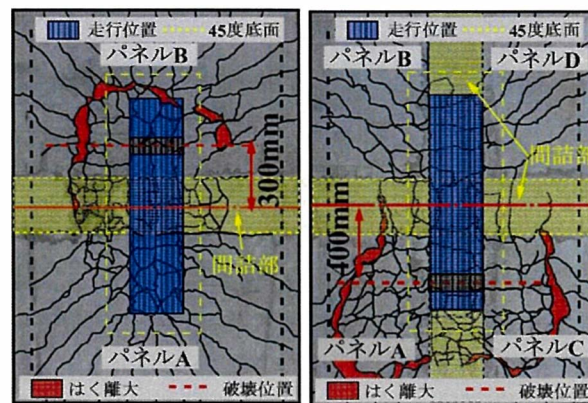 走行位置 45度底面
パネルB
300mm
間詰部
パネルA
はく離大 破壊位置
走行位置 45度底面
パネルB パネルD
間詰部
400mm
パネルA パネルC
はく離大 破壊位置